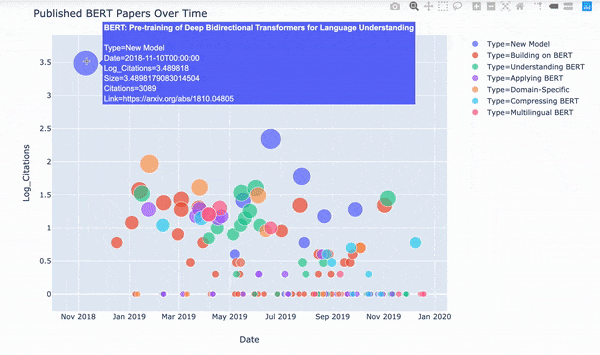 Published BERT Papers Over Time
BERT: Pre-training of Deep Bidirectional Transformers for Language Understanding
Type=New Model
Date=2018-11-10T00:00:00
Log_Citations=3.489818
Size=3.4898179083014504
Citations=3089
Link=https://arxiv.org/abs/1810.04805
Type=New Model
Type=Building on BERT
Type=Understanding BERT
Type=Applying BERT
Type=Domain-Specific
Type=Compressing BERT
Type=Multilingual BERT
Log_Citations
3.5
2.5
2
1.5
1
0.5
0
Nov 2018
Jan 2019
Mar 2019
May 2019
Jul 2019
Sep 2019
Nov 2019
Jan 2020
Date